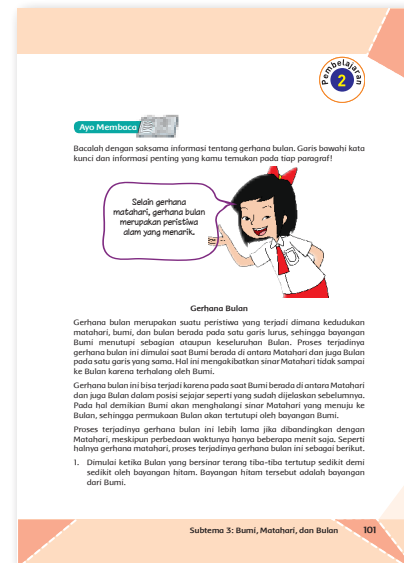 Pembelajaran
2
Ayo Membaca
Bacalah dengan saksama informasi tentang gerhana bulan. Garis bawahi kata
kunci dan informasi penting yang kamu temukan pada tiap paragraf!
Selain gerhana
matahari, gerhana bulan
merupakan peristiwa
alam yang menarik.
Gerhana Bulan
Gerhana bulan merupakan suatu peristiwa yang terjadi dimana kedudukan
matahari, bumi, dan bulan berada pada satu garis lurus, sehingga bayangan
Bumi menutupi sebagian ataupun keseluruhan Bulan. Proses terjadinya
gerhana bulan ini dimulai saat Bumi berada di antara Matahari dan juga Bulan
pada satu garis yang sama. Hal ini mengakibatkan sinar Matahari tidak sampai
ke Bulan karena terhalang oleh Bumi.
Gerhana bulan ini bisa terjadi karena pada saat Bumi berada di antara Matahari
dan juga Bulan dalam posisi sejajar seperti yang sudah dijelaskan sebelumnya.
Pada hal demikian Bumi akan menghalangi sinar Matahari yang menuju ke
Bulan, sehingga permukaan Bulan akan tertutupi oleh bayangan Bumi.
Proses terjadinya gerhana bulan ini lebih lama jika dibandingkan dengan
Matahari, meskipun perbedaan waktunya hanya beberapa menit saja. Seperti
halnya gerhana matahari, proses terjadinya gerhana bulan ini sebagai berikut.
1. Dimulai ketika Bulan yang bersinar terang tiba-tiba tertutup sedikit demi
sedikit oleh bayangan hitam. Bayangan hitam tersebut adalah bayangan
dari Bumi.
Subtema 3: Bumi, Matahari, dan Bulan 101